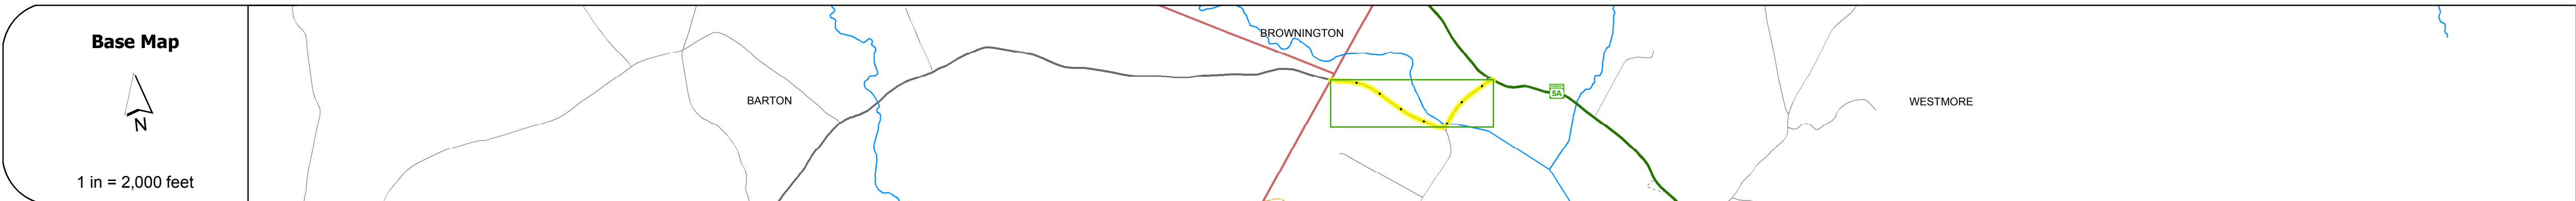 Base Map
N
1 in = 2,000 feet
BROWNINGTON
BARTON
5A
WESTMORE